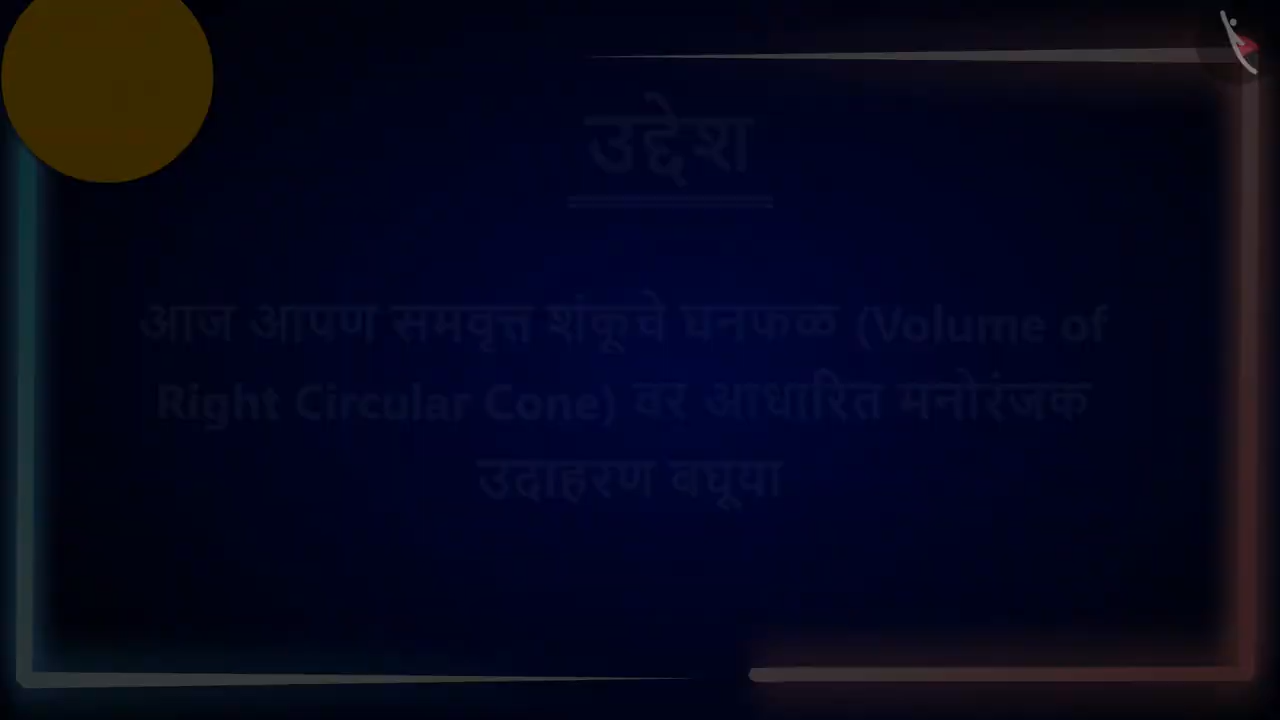 उद्देश
आज आपण समवृत्त शंकूचे घनफळ (Volume of
Right Circular Cone) वर आधारित मनोरंजक
उदाहरण बघूया